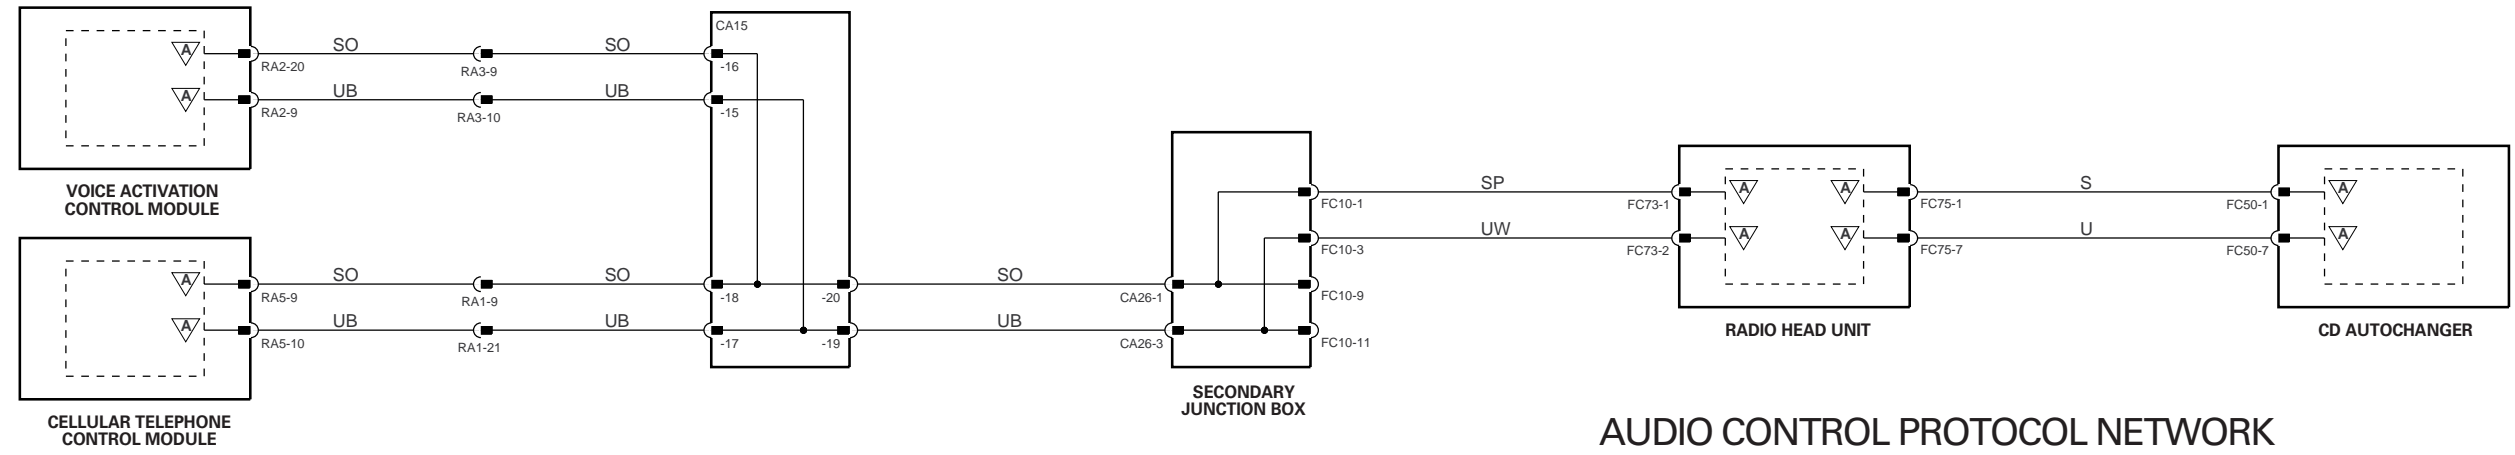 A SO SO CA15
RA2-20 RA3-9 -16
A UB UB
RA2-9 RA3-10 -15
VOICE ACTIVATION
CONTROL MODULE
A SO SO SO
RA5-9 RA1-9 -18 -20 CA26-1
A UB UB UB
RA5-10 RA1-21 -17 -19 CA26-3
CELLULAR TELEPHONE
CONTROL MODULE
SP A A S A
FC10-1 FC73-1 FC75-1 FC50-1
UW A A U A
FC10-3 FC73-2 FC75-7 FC50-7
FC10-9
FC10-11
SECONDARY
JUNCTION BOX
RADIO HEAD UNIT
CD AUTOCHANGER
AUDIO CONTROL PROTOCOL NETWORK